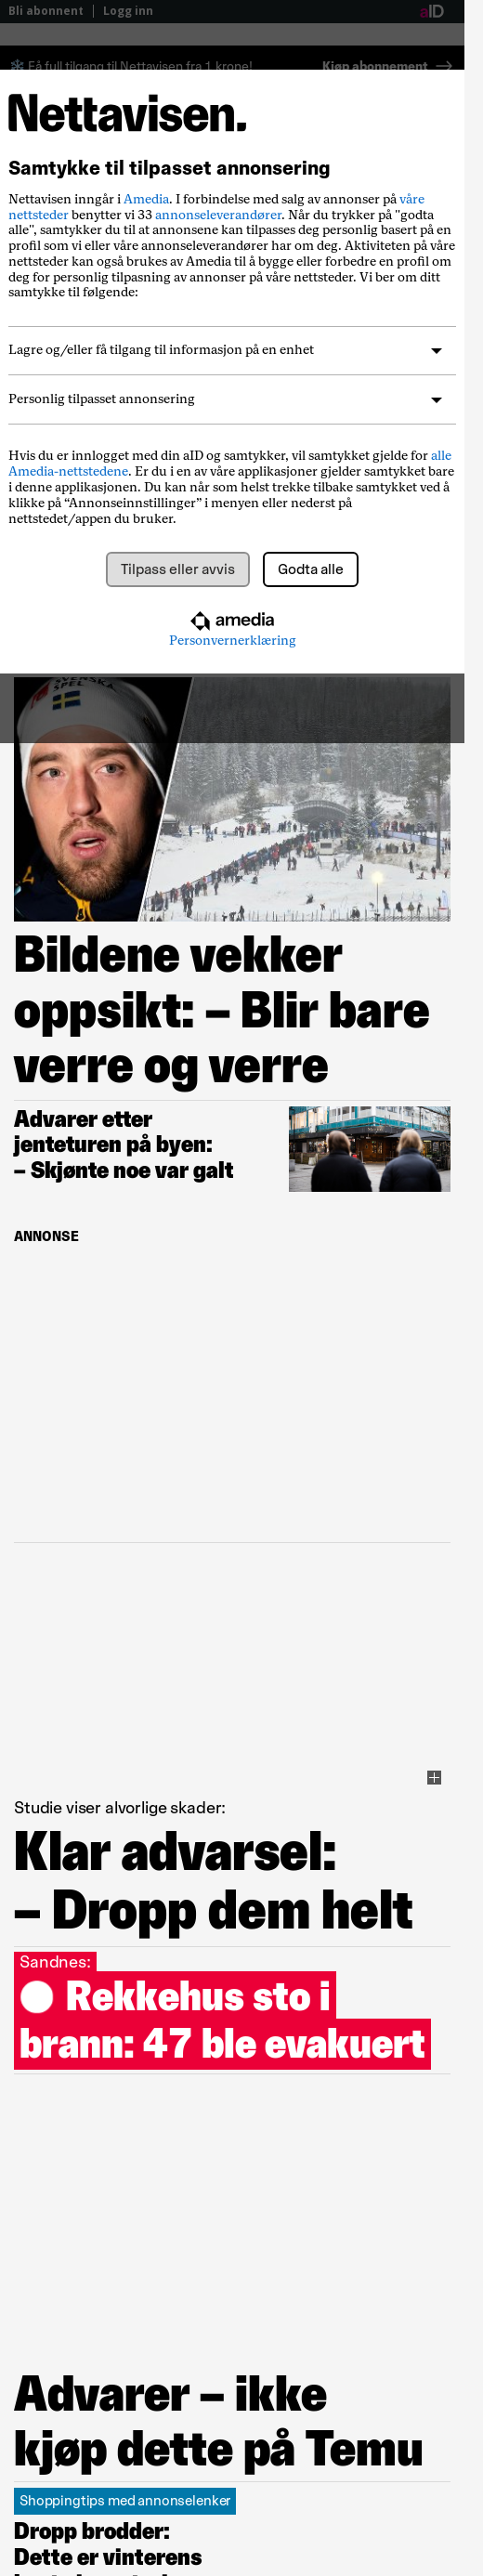 Bli abonnent | Logg inn
aID
Få full tilgang til Nettavisen fra 1 krone!
Kjøp abonnement →
Nettavisen.
Samtykke til tilpasset annonsering
Nettavisen inngår i Amedia. I forbindelse med salg av annonser på våre
nettsteder benytter vi 33 annonseleverandører. Når du trykker på "godta
alle", samtykker du til at annonsene kan tilpasses deg personlig basert på en
profil som vi eller våre annonseleverandører har om deg. Aktiviteten på våre
nettsteder kan også brukes av Amedia til å bygge eller forbedre en profil om
deg for personlig tilpasning av annonser på våre nettsteder. Vi ber om ditt
samtykke til følgende:
Lagre og/eller få tilgang til informasjon på en enhet
Personlig tilpasset annonsering
Hvis du er innlogget med din aID og samtykker, vil samtykket gjelde for alle
Amedia-nettstedene. Er du i en av våre applikasjoner gjelder samtykket bare
i denne applikasjonen. Du kan når som helst trekke tilbake samtykket ved å
klikke på “Annonseinnstillinger” i menyen eller nederst på
nettstedet/appen du bruker.
Tilpass eller avvis
Godta alle
amedia
Personvernerklæring
SVENSKA
SPEL
Bildene vekker
oppsikt: – Blir bare
verre og verre
Advarer etter
jenteturen på byen:
– Skjønte noe var galt
ANNONSE
Studie viser alvorlige skader:
Klar advarsel:
– Dropp dem helt
Sandnes:
Rekkehus sto i
brann: 47 ble evakuert
Advarer – ikke
kjøp dette på Temu
Shoppingtips med annonselenker
Dropp brodder:
Dette er vinterens